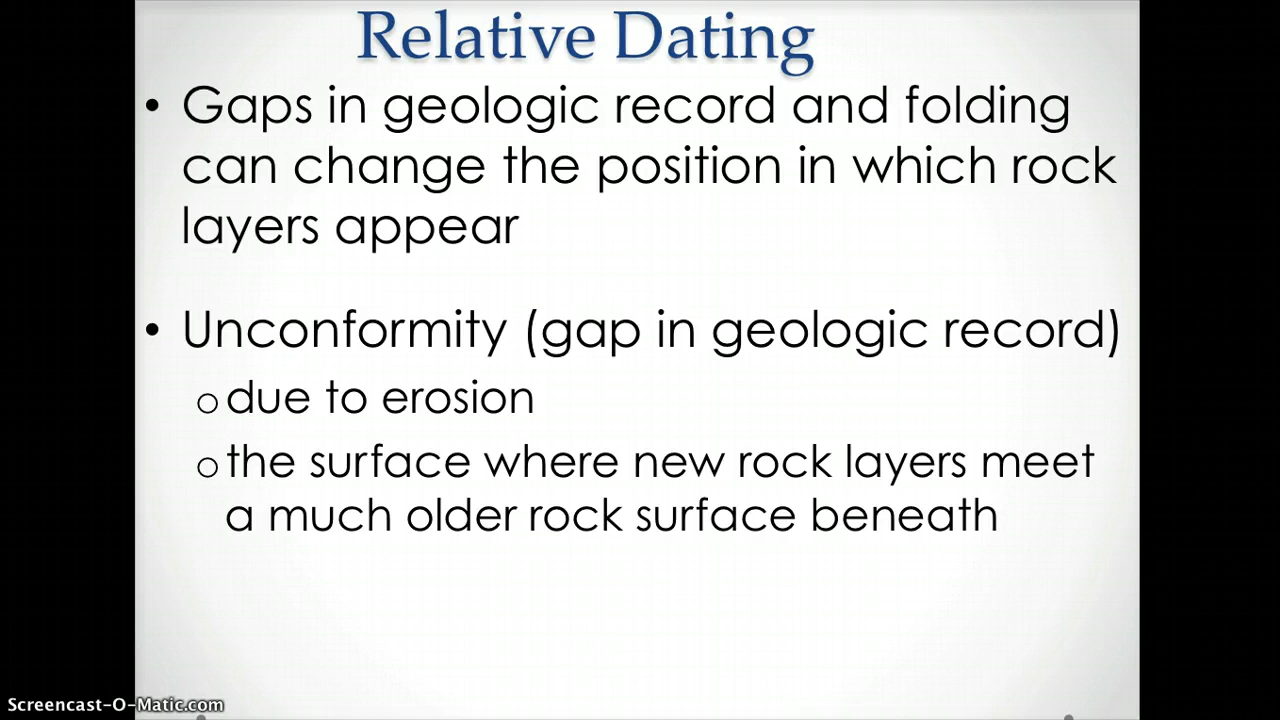 Relative Dating
• Gaps in geologic record and folding
can change the position in which rock
layers appear
• Unconformity (gap in geologic record)
o due to erosion
o the surface where new rock layers meet
a much older rock surface beneath
Screencast-O-Matic.com